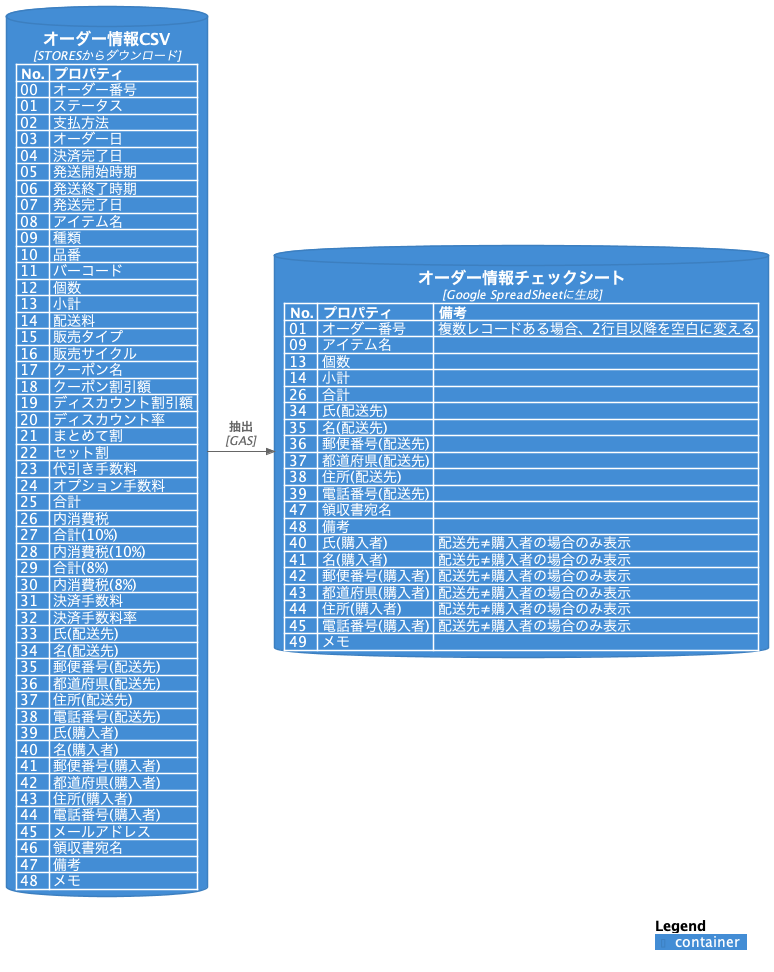 オーダー情報CSV
[STORESからダウンロード]
No. プロパティ
00 オーダー番号
01 ステータス
02 支払方法
03 オーダー日
04 決済完了日
05 発送開始時期
06 発送終了時期
07 発送完了日
08 アイテム名
09 種類
10 品番
11 バーコード
12 個数
13 小計
14 配送料
15 販売タイプ
16 販売サイクル
17 クーポン名
18 クーポン割引額
19 ディスカウント割引額
20 ディスカウント率
21 まとめて割
22 セット割
23 代引き手数料
24 オプション手数料
25 合計
26 内消費税
27 合計(10%)
28 内消費税(10%)
29 合計(8%)
30 内消費税(8%)
31 決済手数料
32 決済手数料率
33 氏(配送先)
34 名(配送先)
35 郵便番号(配送先)
36 都道府県(配送先)
37 住所(配送先)
38 電話番号(配送先)
39 氏(購入者)
40 名(購入者)
41 郵便番号(購入者)
42 都道府県(購入者)
43 住所(購入者)
44 電話番号(購入者)
45 メールアドレス
46 領収書宛名
47 備考
48 メモ
抽出
[GAS]
オーダー情報チェックシート
[Google SpreadSheetに生成]
No. プロパティ 備考
01 オーダー番号 複数レコードある場合、2行目以降を空白に変える
09 アイテム名
13 個数
14 小計
26 合計
34 氏(配送先)
35 名(配送先)
36 郵便番号(配送先)
37 都道府県(配送先)
38 住所(配送先)
39 電話番号(配送先)
47 領収書宛名
48 備考
40 氏(購入者) 配送先≠購入者の場合のみ表示
41 名(購入者) 配送先≠購入者の場合のみ表示
42 郵便番号(購入者) 配送先≠購入者の場合のみ表示
43 都道府県(購入者) 配送先≠購入者の場合のみ表示
44 住所(購入者) 配送先≠購入者の場合のみ表示
45 電話番号(購入者) 配送先≠購入者の場合のみ表示
49 メモ
Legend
container